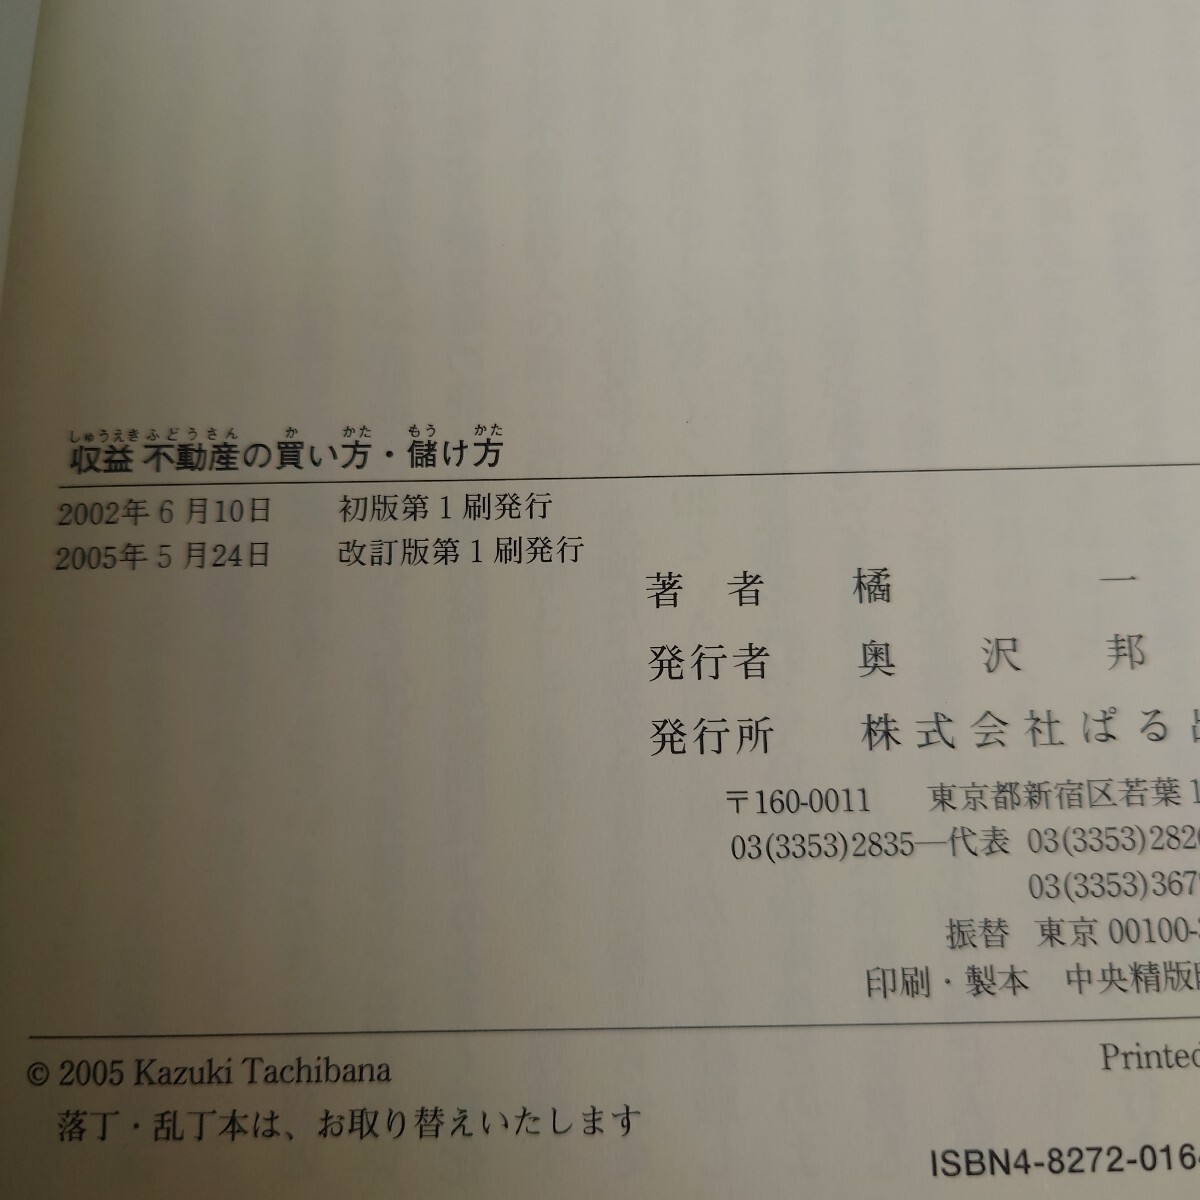 しゅうえきふどうさん か かた もう かた
収益 不動産の買い方・儲け方
2002年 6 月10日 初版第 1 刷発行
2005年 5 月24日 改訂版第 1 刷発行
著 者 橘 一
発行者 奥 沢 邦
発行所 株式会社ぱる出
〒160-0011 東京都新宿区若葉 1
03(3353)2835―代表 03(3353)282
03(3353)367
振替 東京 00100-
印刷・製本 中央精版
© 2005 Kazuki Tachibana
Printed
落丁・乱丁本は、お取り替えいたします
ISBN4-8272-016